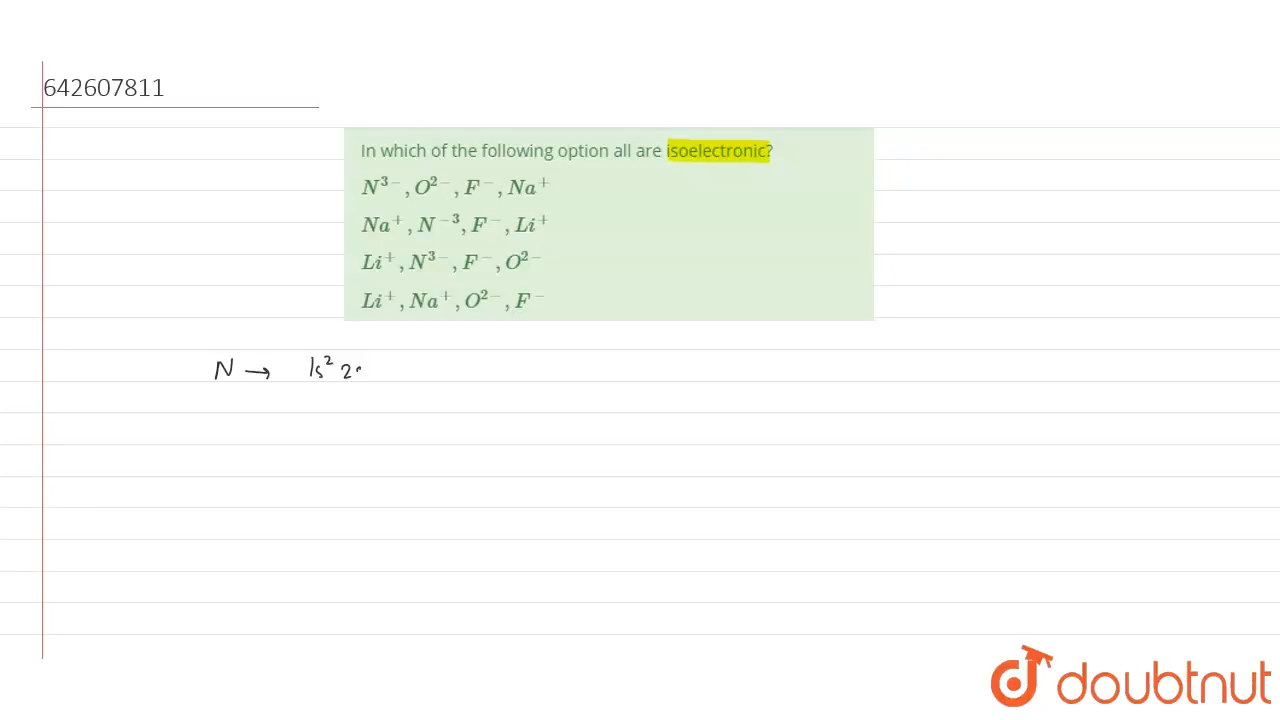 642607811
In which of the following option all are isoelectronic?
N³⁻, O²⁻, F⁻, Na⁺
Na⁺, N⁻³, F⁻, Li⁺
Li⁺, N³⁻, F⁻, O²⁻
Li⁺, Na⁺, O²⁻, F⁻
N → 1s² 2
doubtnut